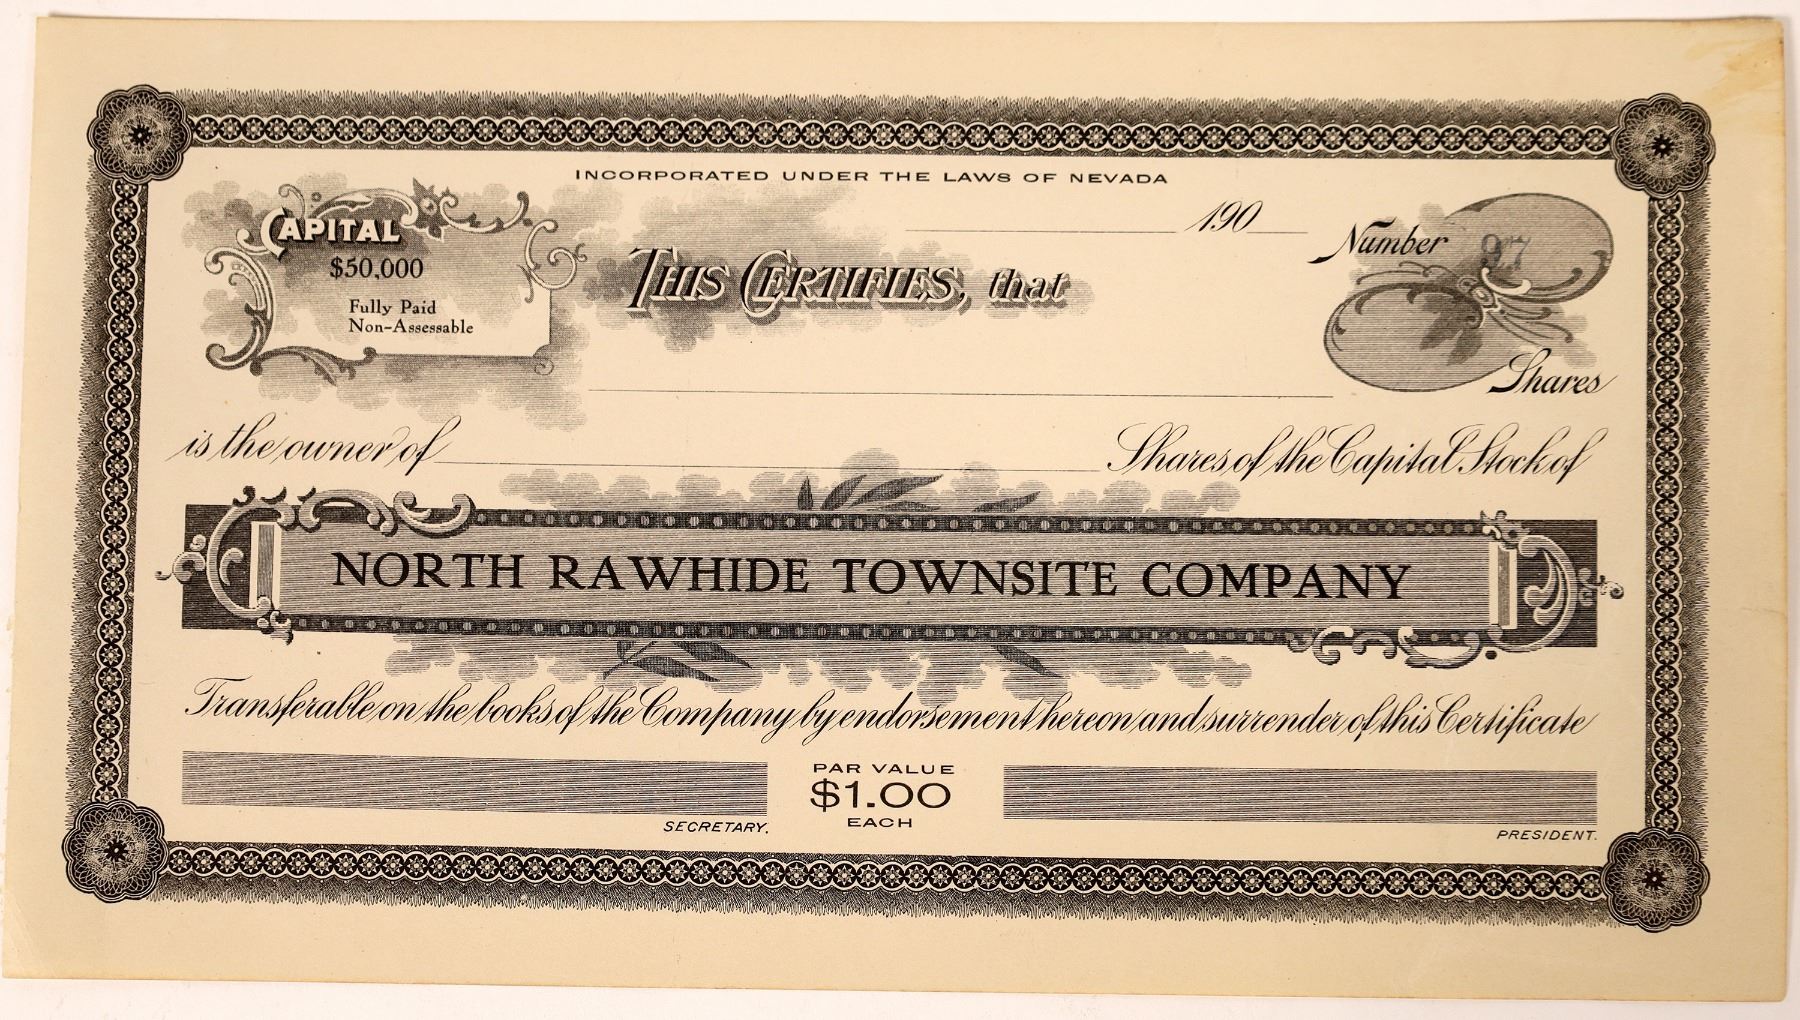 INCORPORATED UNDER THE LAWS OF NEVADA
190
CAPITAL
$50,000
Fully Paid
Non-Assessable
THIS CERTIFIES, that
Number 97
Shares
is the owner of Shares of the Capital Stock of
NORTH RAWHIDE TOWNSITE COMPANY
Transferable on the books of the Company by endorsement hereon and surrender of this Certificate
PAR VALUE
$1.00
EACH
SECRETARY.
PRESIDENT.